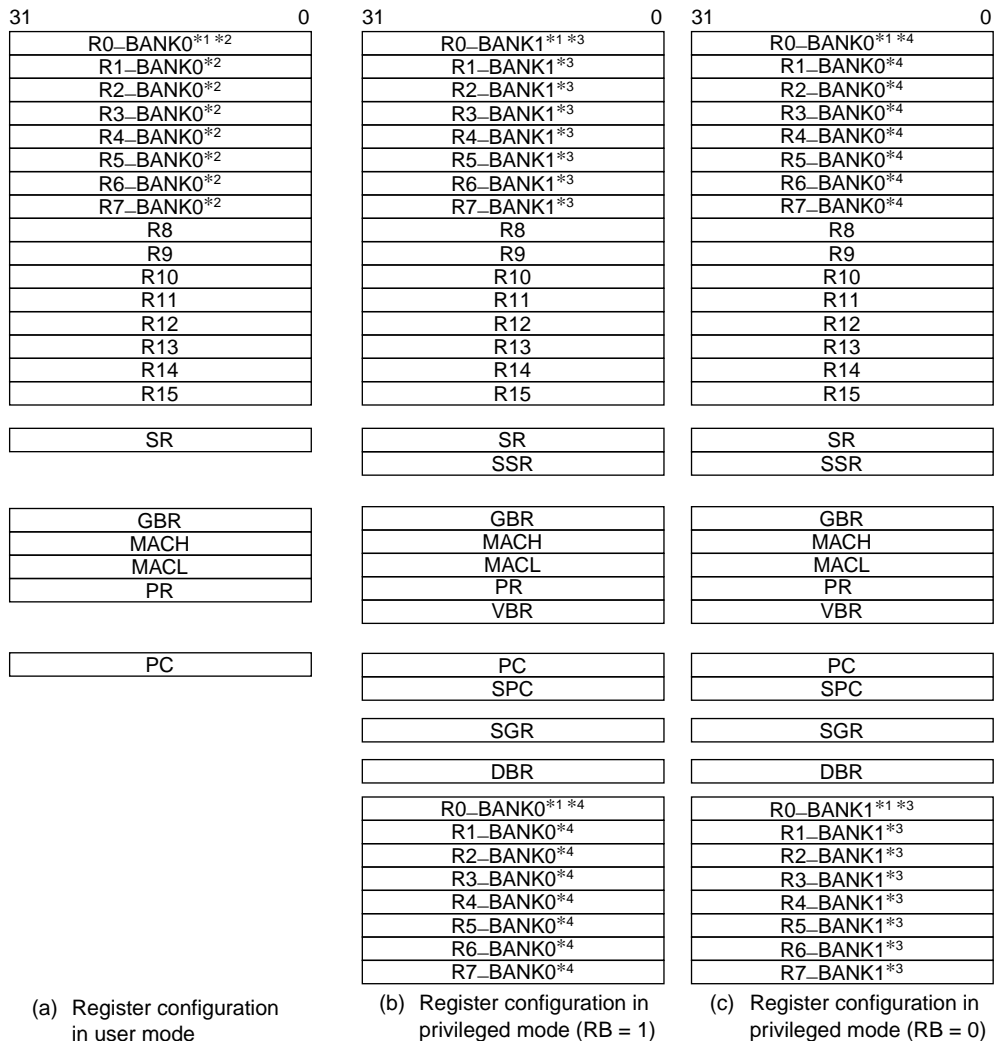 31 0
R0_BANK0*1 *2
R1_BANK0*2
R2_BANK0*2
R3_BANK0*2
R4_BANK0*2
R5_BANK0*2
R6_BANK0*2
R7_BANK0*2
R8
R9
R10
R11
R12
R13
R14
R15
SR
GBR
MACH
MACL
PR
PC
(a) Register configuration
in user mode
31 0
R0_BANK1*1 *3
R1_BANK1*3
R2_BANK1*3
R3_BANK1*3
R4_BANK1*3
R5_BANK1*3
R6_BANK1*3
R7_BANK1*3
R8
R9
R10
R11
R12
R13
R14
R15
SR
SSR
GBR
MACH
MACL
PR
VBR
PC
SPC
SGR
DBR
R0_BANK0*1 *4
R1_BANK0*4
R2_BANK0*4
R3_BANK0*4
R4_BANK0*4
R5_BANK0*4
R6_BANK0*4
R7_BANK0*4
(b) Register configuration in
privileged mode (RB = 1)
31 0
R0_BANK0*1 *4
R1_BANK0*4
R2_BANK0*4
R3_BANK0*4
R4_BANK0*4
R5_BANK0*4
R6_BANK0*4
R7_BANK0*4
R8
R9
R10
R11
R12
R13
R14
R15
SR
SSR
GBR
MACH
MACL
PR
VBR
PC
SPC
SGR
DBR
R0_BANK1*1 *3
R1_BANK1*3
R2_BANK1*3
R3_BANK1*3
R4_BANK1*3
R5_BANK1*3
R6_BANK1*3
R7_BANK1*3
(c) Register configuration in
privileged mode (RB = 0)